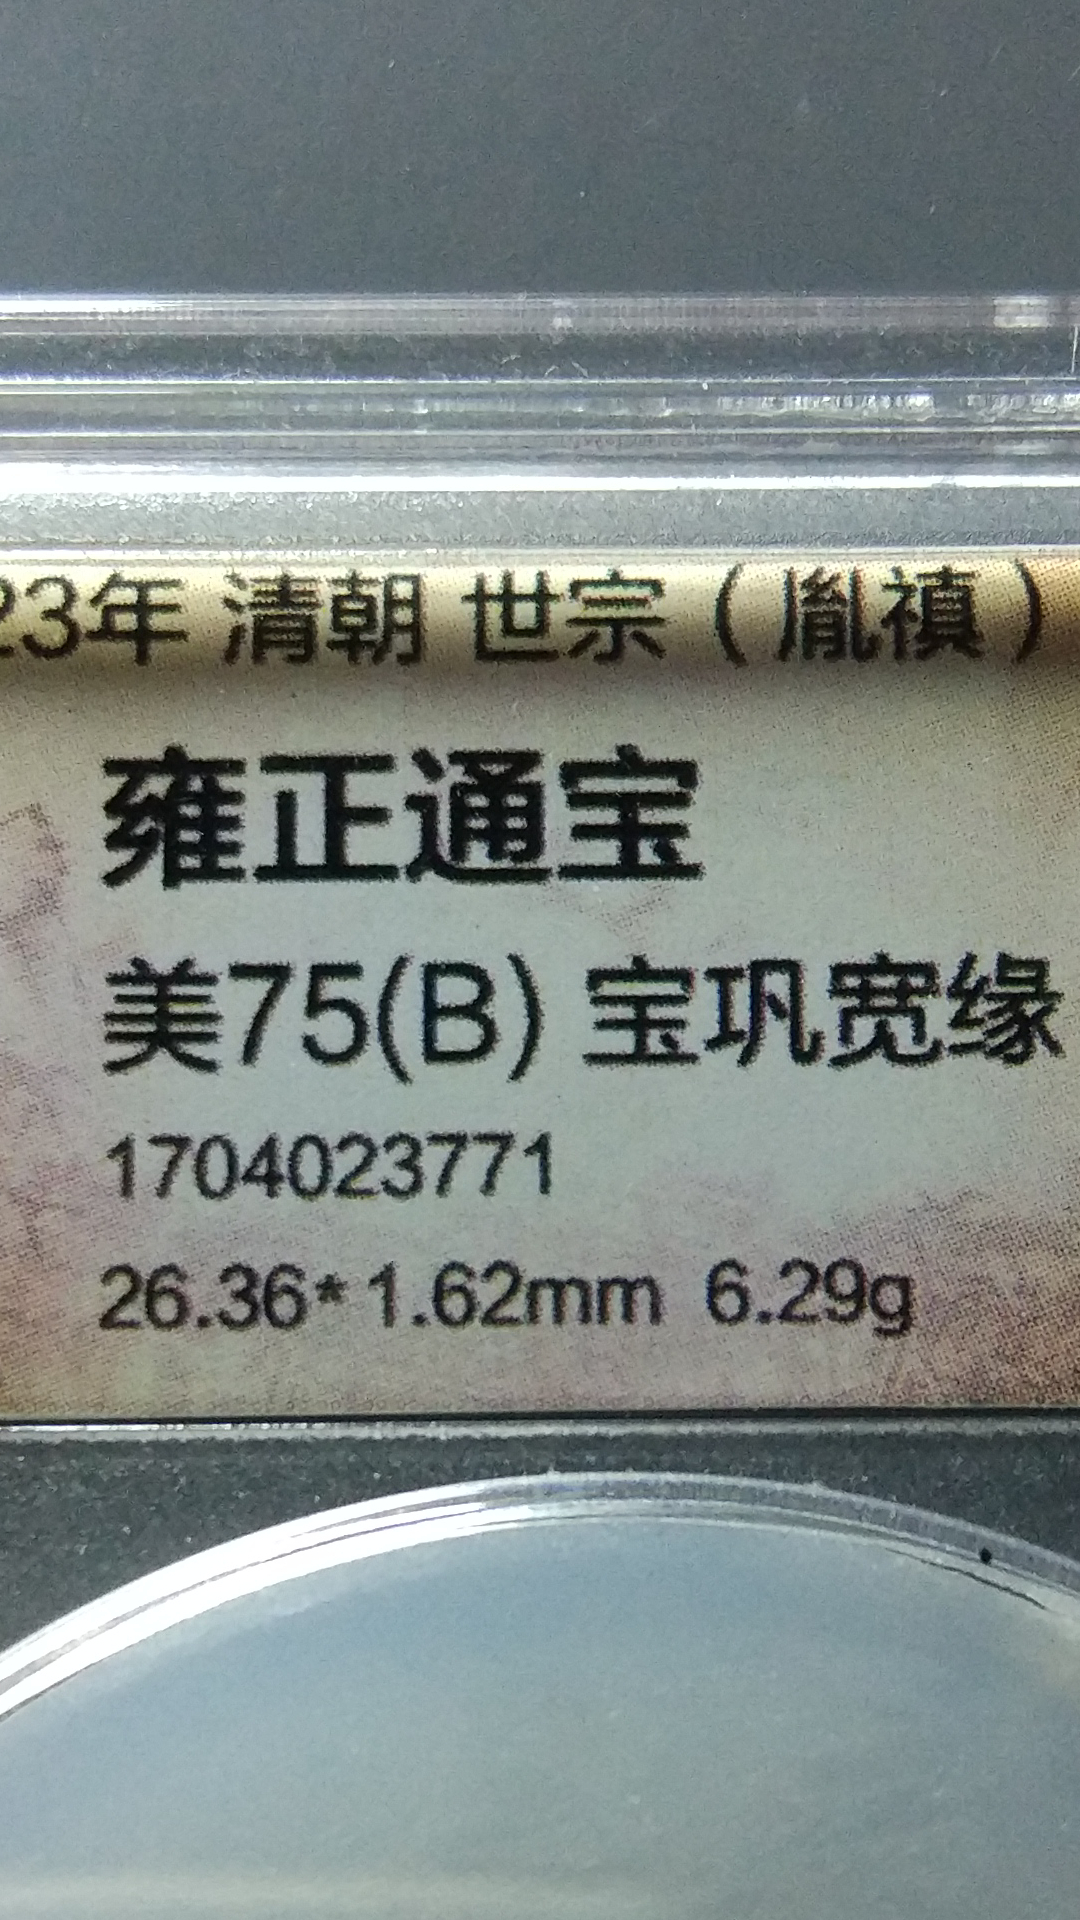 23年 清朝 世宗（胤禛）
雍正通宝
美75(B) 宝巩宽缘
1704023771
26.36*1.62mm 6.29g